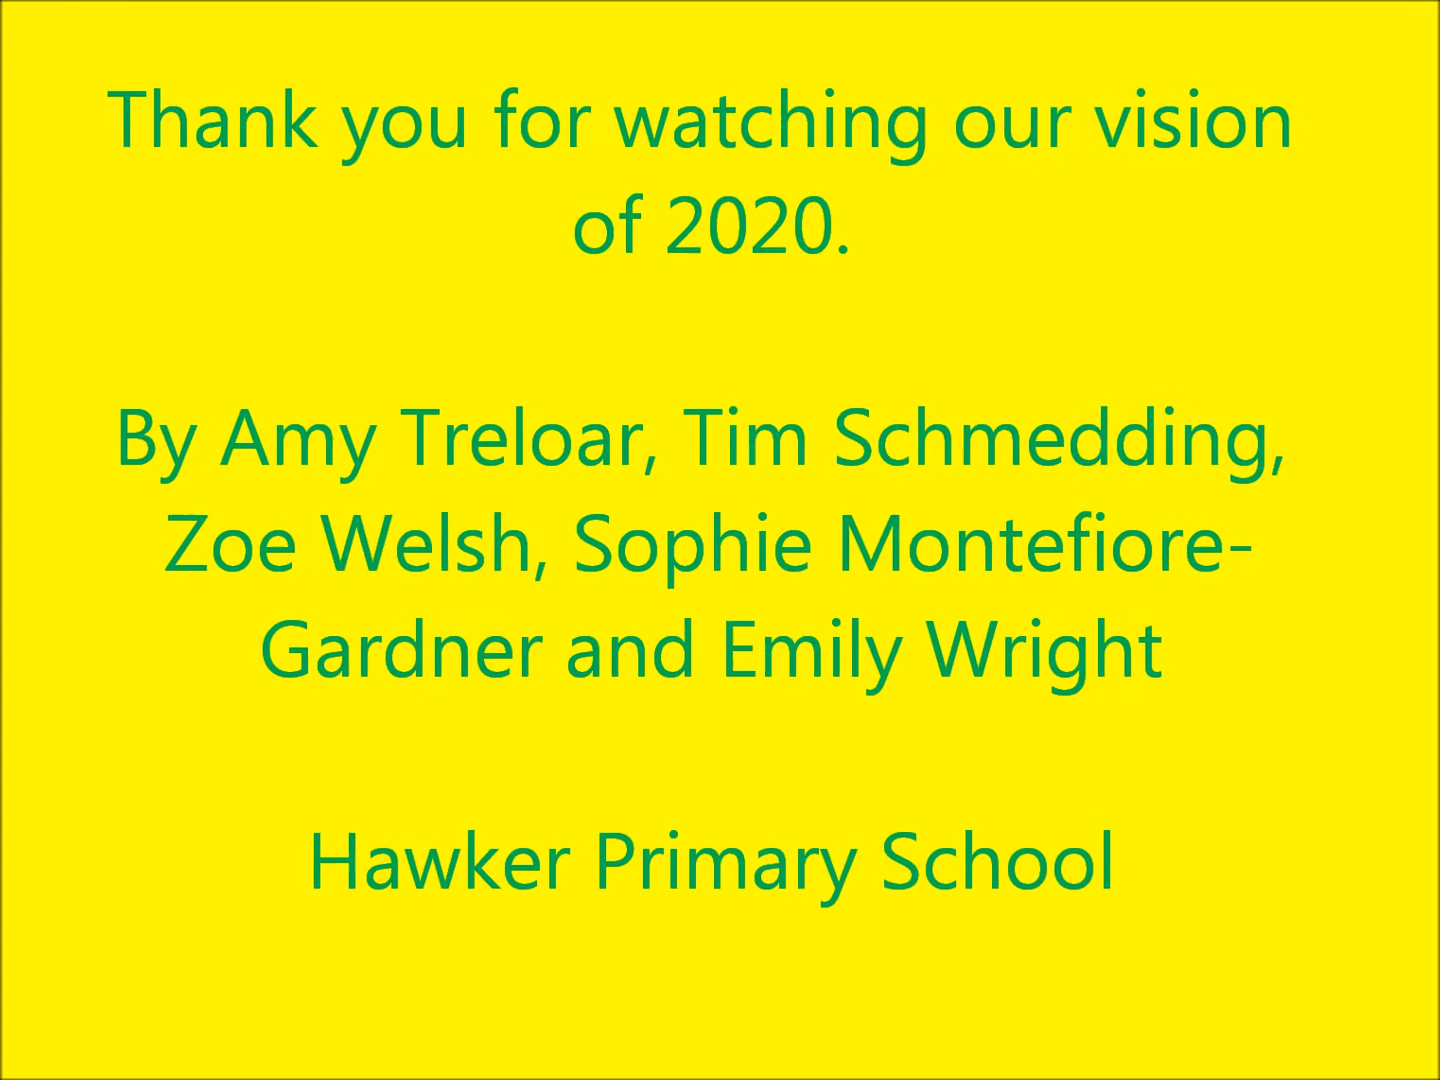 Thank you for watching our vision
of 2020.
By Amy Treloar, Tim Schmedding,
Zoe Welsh, Sophie Montefiore-
Gardner and Emily Wright
Hawker Primary School